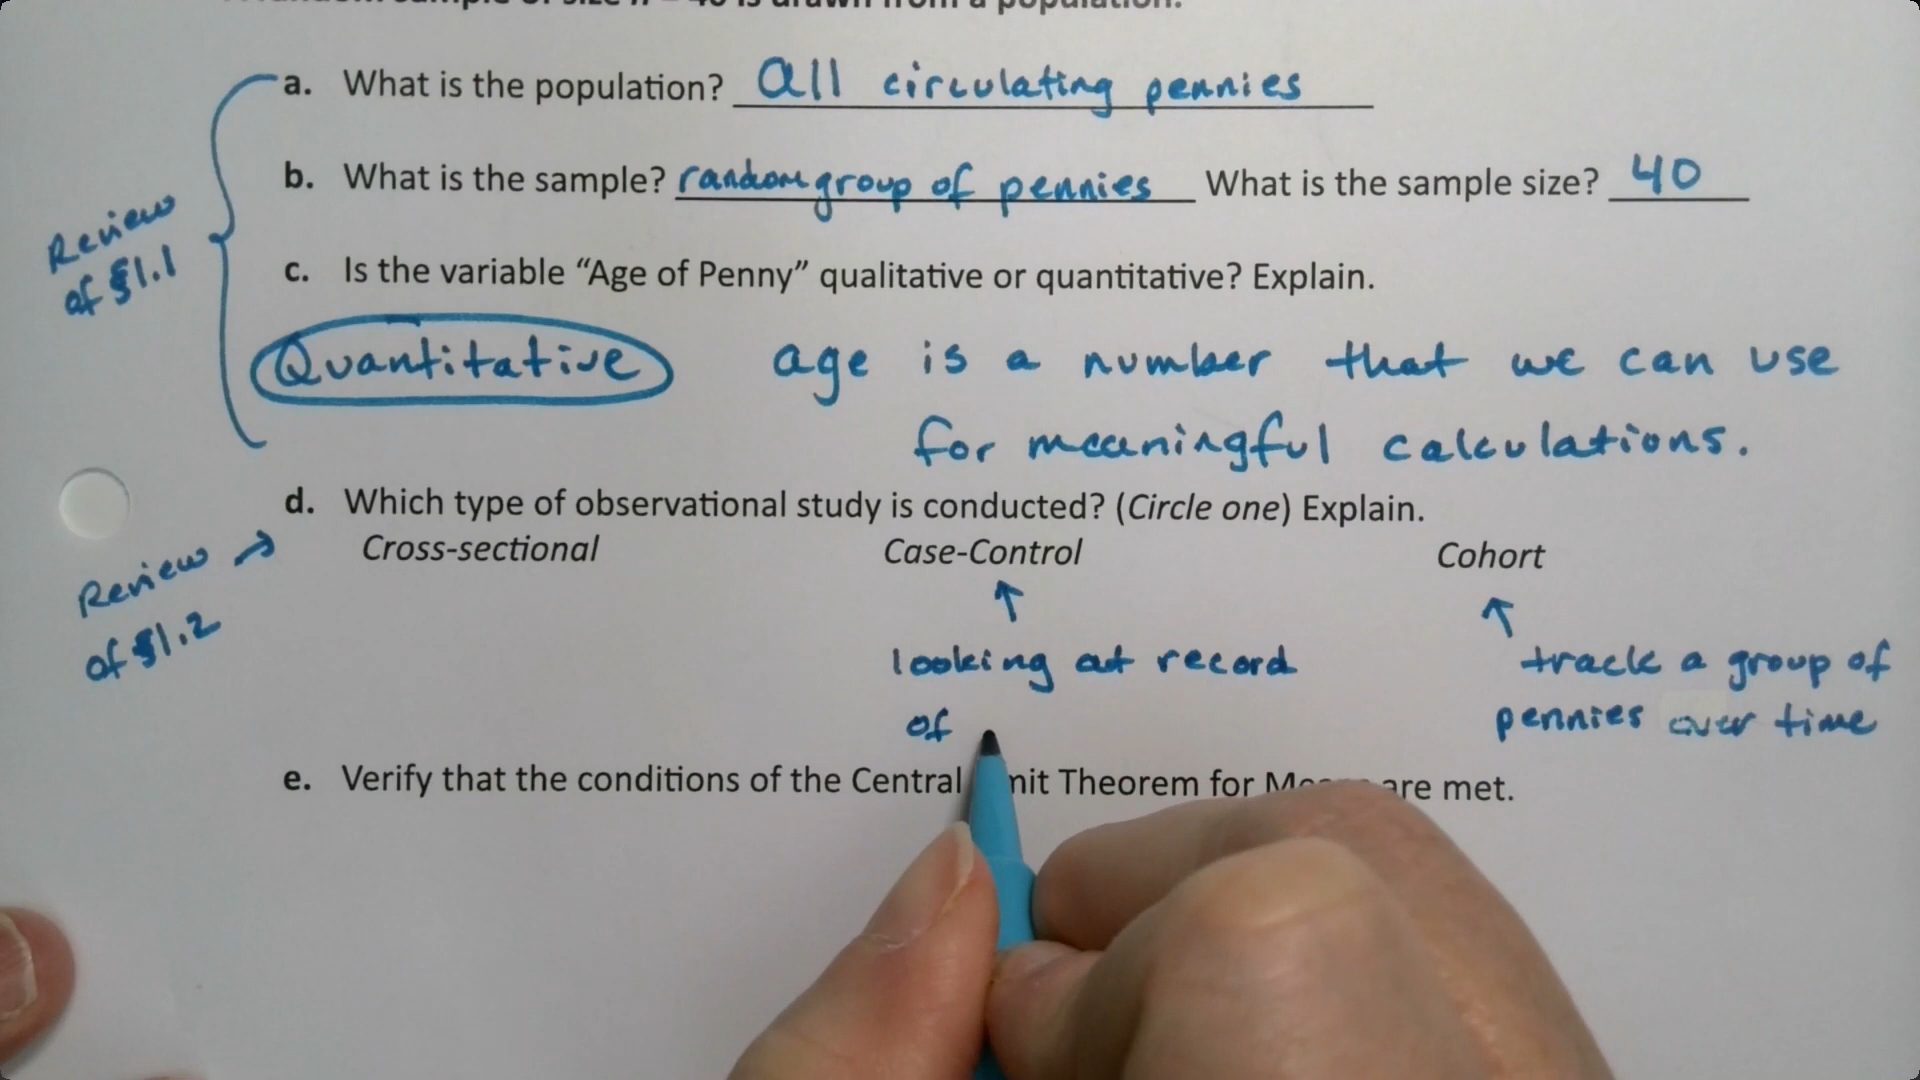 a. What is the population? all circulating pennies
b. What is the sample? random group of pennies What is the sample size? 40
Review
of §1.1
c. Is the variable “Age of Penny” qualitative or quantitative? Explain.
Quantitative age is a number that we can use
for meaningful calculations.
d. Which type of observational study is conducted? (Circle one) Explain.
Review →
of §1.2
Cross-sectional Case-Control Cohort
↑ ↑
looking at record track a group of
of pennies over time
e. Verify that the conditions of the Central Theorem for are met.